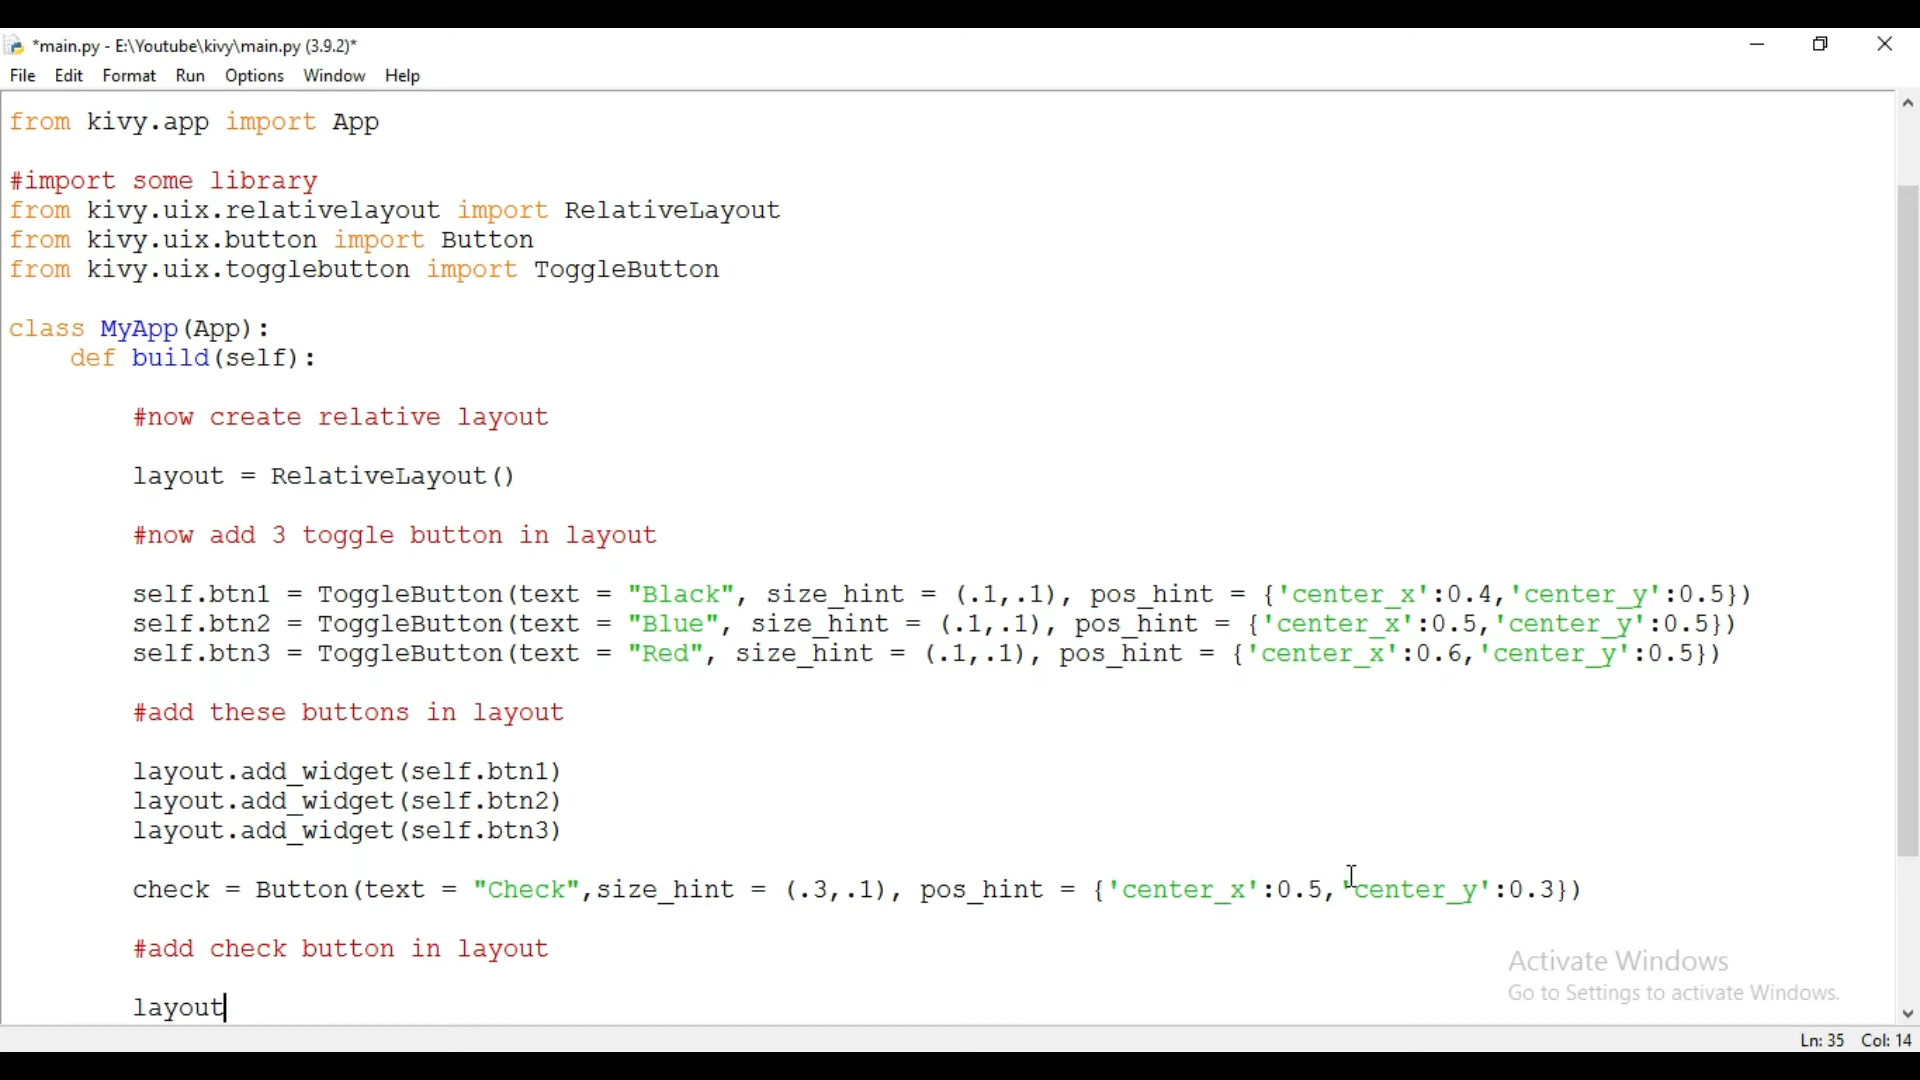 *main.py - E:\Youtube\kivy\main.py (3.9.2)*
File Edit Format Run Options Window Help
from kivy.app import App
#import some library
from kivy.uix.relativelayout import RelativeLayout
from kivy.uix.button import Button
from kivy.uix.togglebutton import ToggleButton
class MyApp(App):
def build(self):
#now create relative layout
layout = RelativeLayout()
#now add 3 toggle button in layout
self.btn1 = ToggleButton(text = "Black", size_hint = (.1,.1), pos_hint = {'center_x':0.4,'center_y':0.5})
self.btn2 = ToggleButton(text = "Blue", size_hint = (.1,.1), pos_hint = {'center_x':0.5,'center_y':0.5})
self.btn3 = ToggleButton(text = "Red", size_hint = (.1,.1), pos_hint = {'center_x':0.6,'center_y':0.5})
#add these buttons in layout
layout.add_widget(self.btn1)
layout.add_widget(self.btn2)
layout.add_widget(self.btn3)
check = Button(text = "Check",size_hint = (.3,.1), pos_hint = {'center_x':0.5,'center_y':0.3})
#add check button in layout
layout
Activate Windows
Go to Settings to activate Windows.
Ln: 35 Col: 14